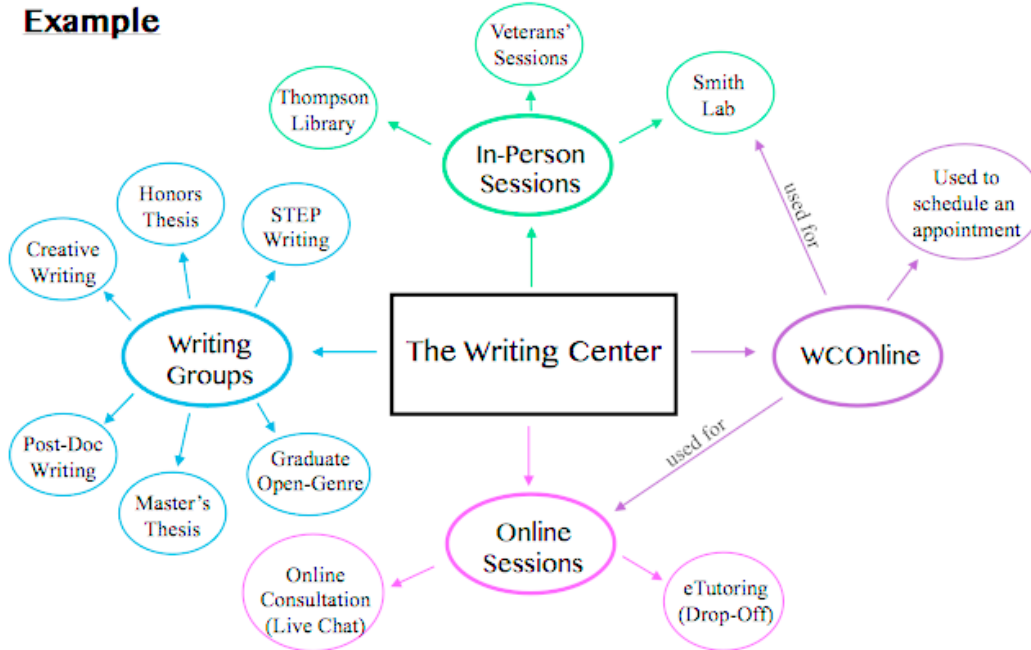 Example
Veterans'
Sessions
Thompson
Library
Smith
Lab
In-Person
Sessions
Honors
Thesis
STEP
Writing
Creative
Writing
used for
Used to
schedule an
appointment
Writing
Groups
The Writing Center
WCOnline
Post-Doc
Writing
Master's
Thesis
Graduate
Open-Genre
used for
Online
Sessions
Online
Consultation
(Live Chat)
eTutoring
(Drop-Off)